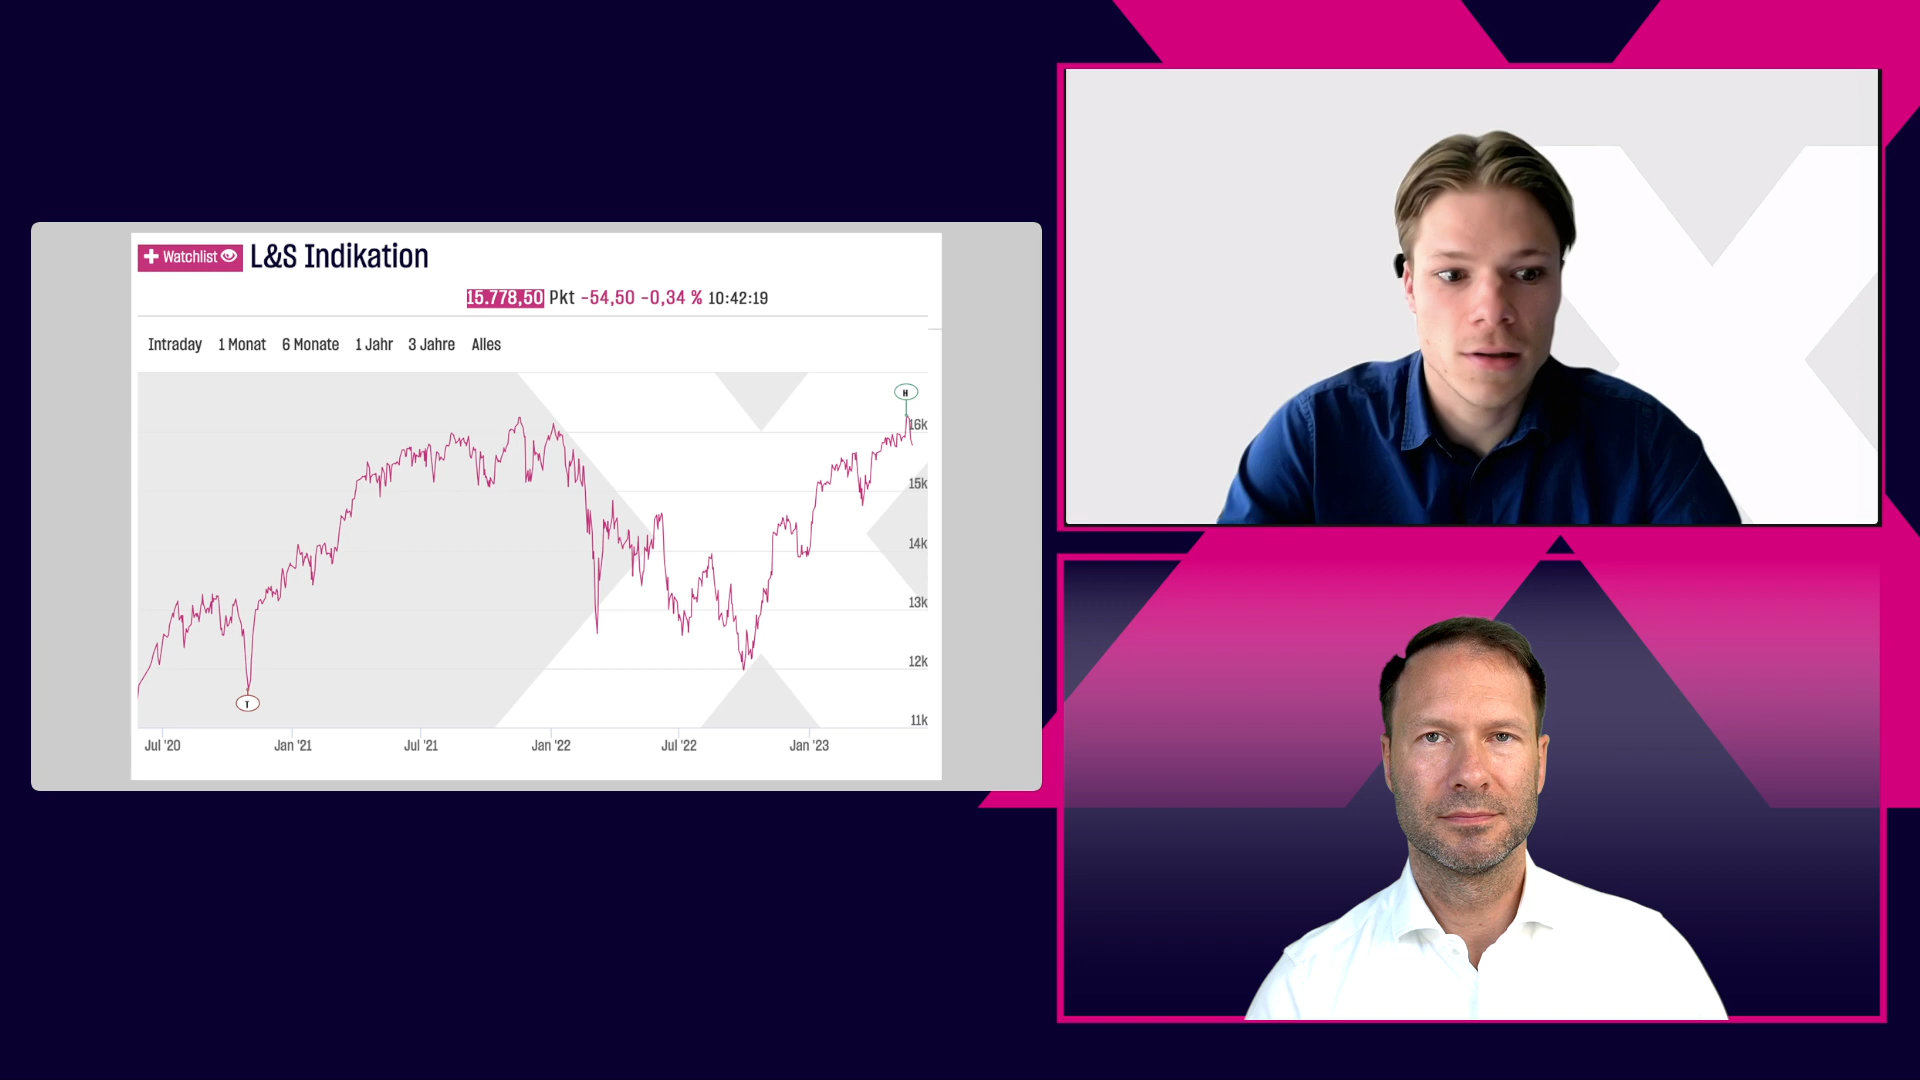 Watchlist L&S Indikation
15.778,50 Pkt -54,50 -0,34 % 10:42:19
Intraday 1 Monat 6 Monate 1 Jahr 3 Jahre Alles
H
16k
15k
14k
13k
12k
T
11k
Jul '20 Jan '21 Jul '21 Jan '22 Jul '22 Jan '23